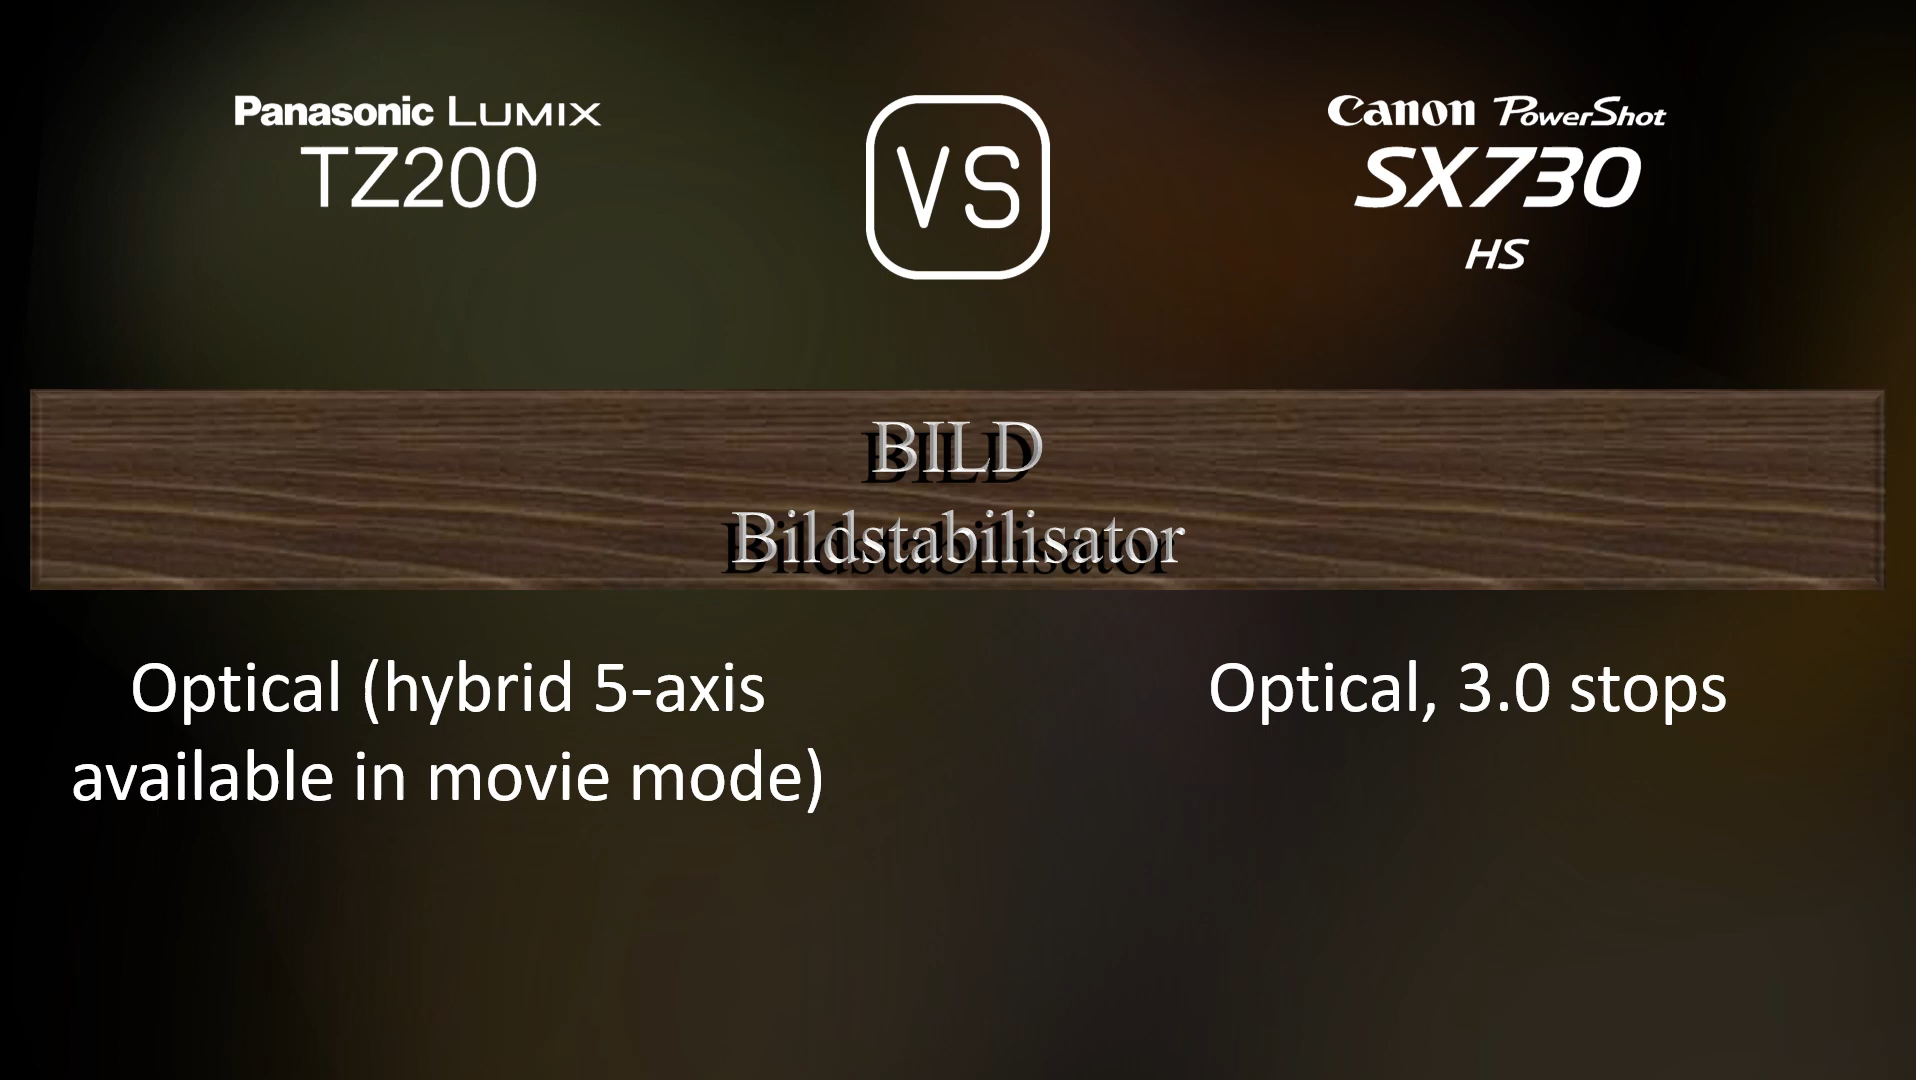 Panasonic LUMIX
TZ200
VS
Canon PowerShot
SX730
HS
BILD
Bildstabilisator
Optical (hybrid 5-axis
available in movie mode)
Optical, 3.0 stops